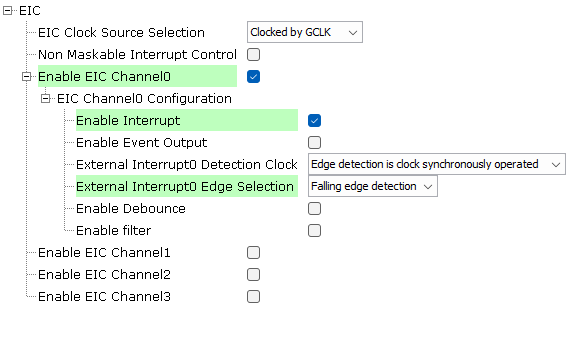 EIC
EIC Clock Source Selection Clocked by GCLK
Non Maskable Interrupt Control
Enable EIC Channel0
EIC Channel0 Configuration
Enable Interrupt
Enable Event Output
External Interrupt0 Detection Clock Edge detection is clock synchronously operated
External Interrupt0 Edge Selection Falling edge detection
Enable Debounce
Enable filter
Enable EIC Channel1
Enable EIC Channel2
Enable EIC Channel3